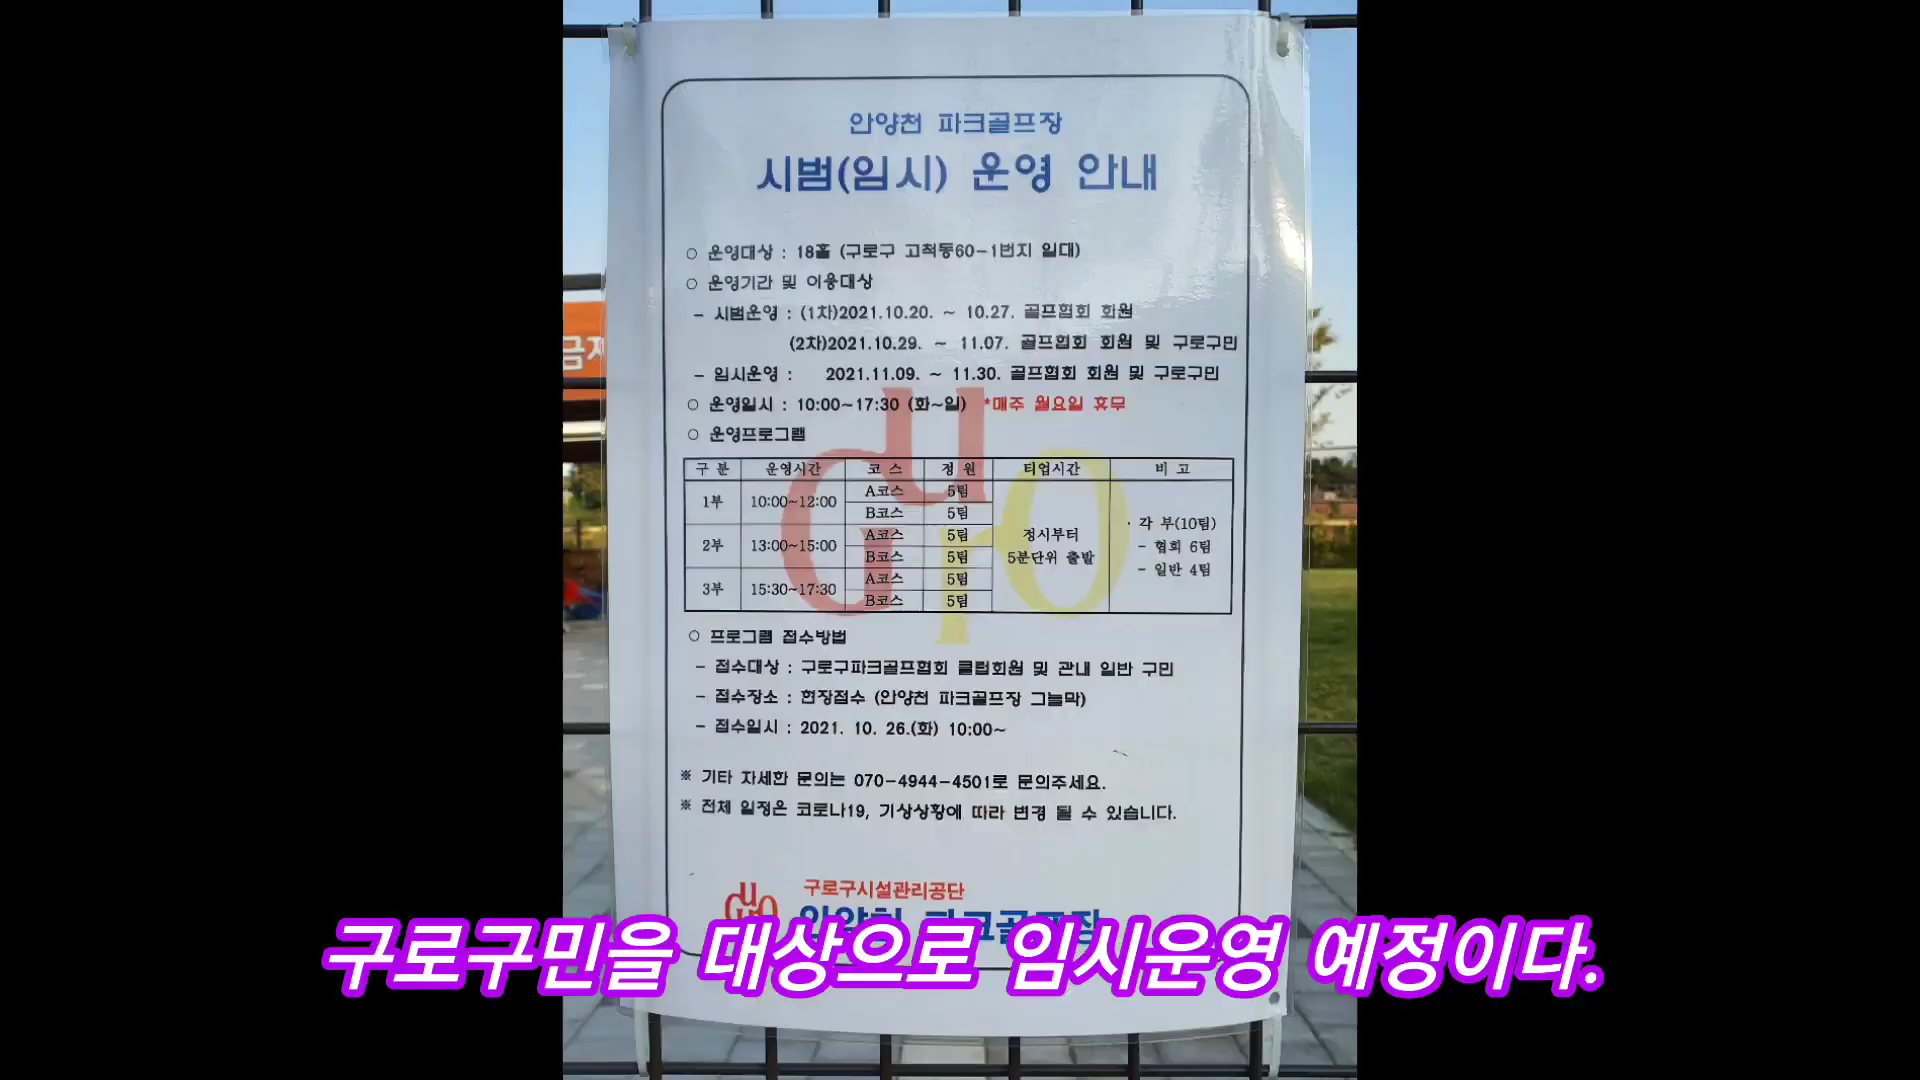 안양천 파크골프장
시범(임시) 운영 안내
○ 운영대상 : 18홀 (구로구 고척동60-1번지 일대)
○ 운영기간 및 이용대상
- 시범운영 : (1차)2021.10.20. ~ 10.27. 골프협회 회원
(2차)2021.10.29. ~ 11.07. 골프협회 회원 및 구로구민
- 임시운영 : 2021.11.09. ~ 11.30. 골프협회 회원 및 구로구민
○ 운영일시 : 10:00~17:30 (화~일) *매주 월요일 휴무
○ 운영프로그램
구 분 운영시간 코 스 정 원 티업시간 비 고
1부 10:00~12:00 A코스 5팀
B코스 5팀
2부 13:00~15:00 A코스 5팀
B코스 5팀
3부 15:30~17:30 A코스 5팀
B코스 5팀
정시부터
5분단위 출발
· 각 부(10팀)
- 협회 6팀
- 일반 4팀
○ 프로그램 접수방법
- 접수대상 : 구로구파크골프협회 클럽회원 및 관내 일반 구민
- 접수장소 : 현장접수 (안양천 파크골프장 그늘막)
- 접수일시 : 2021. 10. 26.(화) 10:00~
※ 기타 자세한 문의는 070-4944-4501로 문의주세요.
※ 전체 일정은 코로나19, 기상상황에 따라 변경 될 수 있습니다.
구로구시설관리공단
안양천 파크골프장
구로구민을 대상으로 임시운영 예정이다.